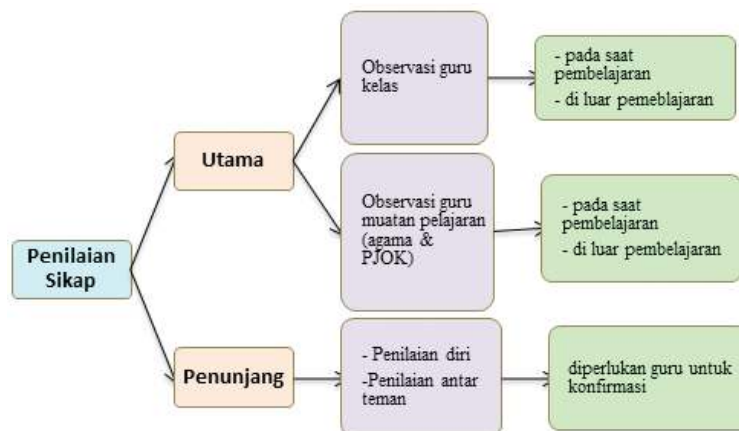 Penilaian
Sikap
Utama
Observasi guru
kelas
- pada saat
pembelajaran
- di luar pemeblajaran
Observasi guru
muatan pelajaran
(agama &
PJOK)
- pada saat
pembelajaran
- di luar pembelajaran
Penunjang
- Penilaian diri
-Penilaian antar
teman
diperlukan guru untuk
konfirmasi